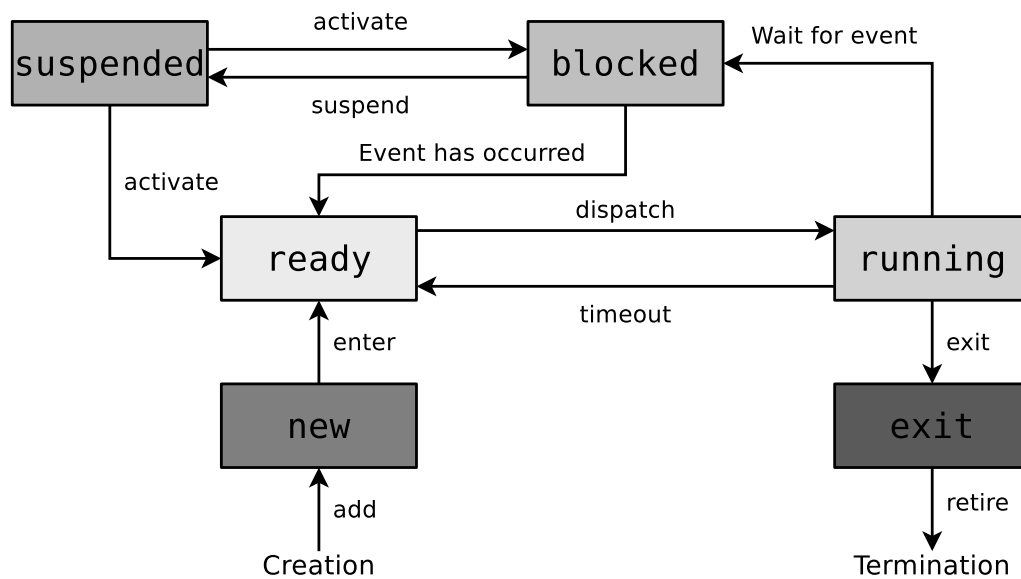 activate
Wait for event
suspended
blocked
suspend
Event has occurred
activate
dispatch
ready
running
timeout
enter
exit
new
exit
add
retire
Creation
Termination